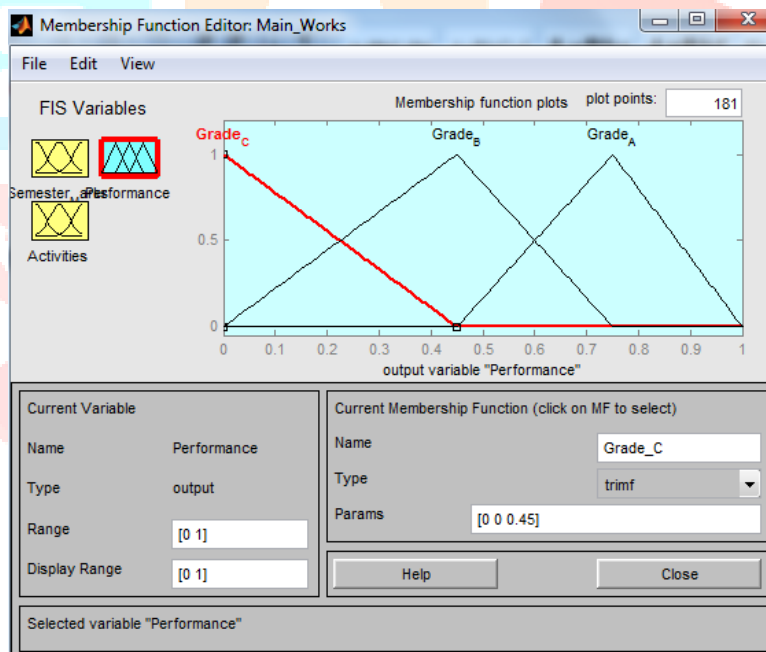 Membership Function Editor: Main_Works
File Edit View
FIS Variables
Membership function plots plot points: 181
Semester_Marks
Performance
Activities
Grade_C Grade_B Grade_A
1
0.5
0
0 0.1 0.2 0.3 0.4 0.5 0.6 0.7 0.8 0.9 1
output variable "Performance"
Current Variable
Name Performance
Type output
Range [0 1]
Display Range [0 1]
Current Membership Function (click on MF to select)
Name Grade_C
Type trimf
Params [0 0 0.45]
Help Close
Selected variable "Performance"